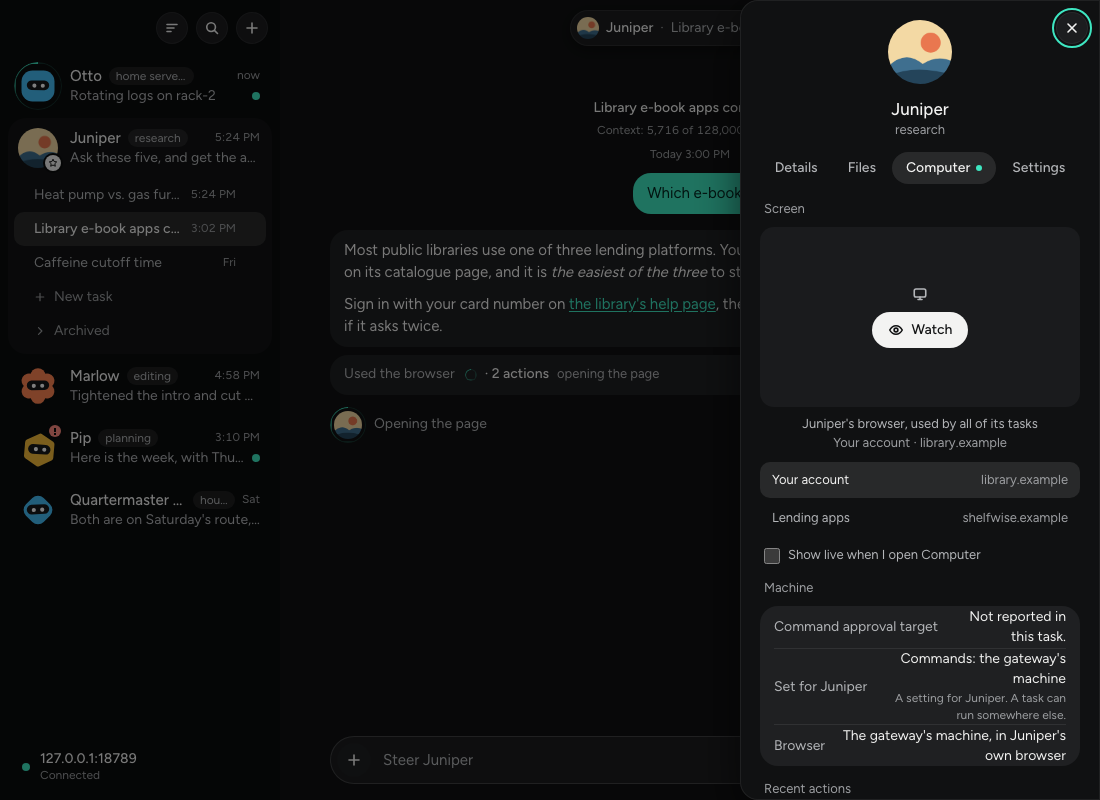 Otto home serve... now
Rotating logs on rack-2
Juniper research 5:24 PM
Ask these five, and get the a...
Heat pump vs. gas fur... 5:24 PM
Library e-book apps c... 3:02 PM
Caffeine cutoff time Fri
New task
Archived
Marlow editing 4:58 PM
Tightened the intro and cut ...
Pip planning 3:10 PM
Here is the week, with Thu...
Quartermaster ... hou... Sat
Both are on Saturday's route,...
127.0.0.1:18789
Connected
Juniper · Library e-b
Library e-book apps co
Context: 5,716 of 128,000
Today 3:00 PM
Which e-book
Most public libraries use one of three lending platforms. You
on its catalogue page, and it is the easiest of the three to st
Sign in with your card number on the library's help page, the
if it asks twice.
Used the browser · 2 actions opening the page
Opening the page
Steer Juniper
Juniper
research
Details Files Computer Settings
Screen
Watch
Juniper's browser, used by all of its tasks
Your account · library.example
Your account library.example
Lending apps shelfwise.example
Show live when I open Computer
Machine
Command approval target Not reported in
this task.
Set for Juniper Commands: the gateway's
machine
A setting for Juniper. A task can
run somewhere else.
Browser The gateway's machine, in Juniper's
own browser
Recent actions